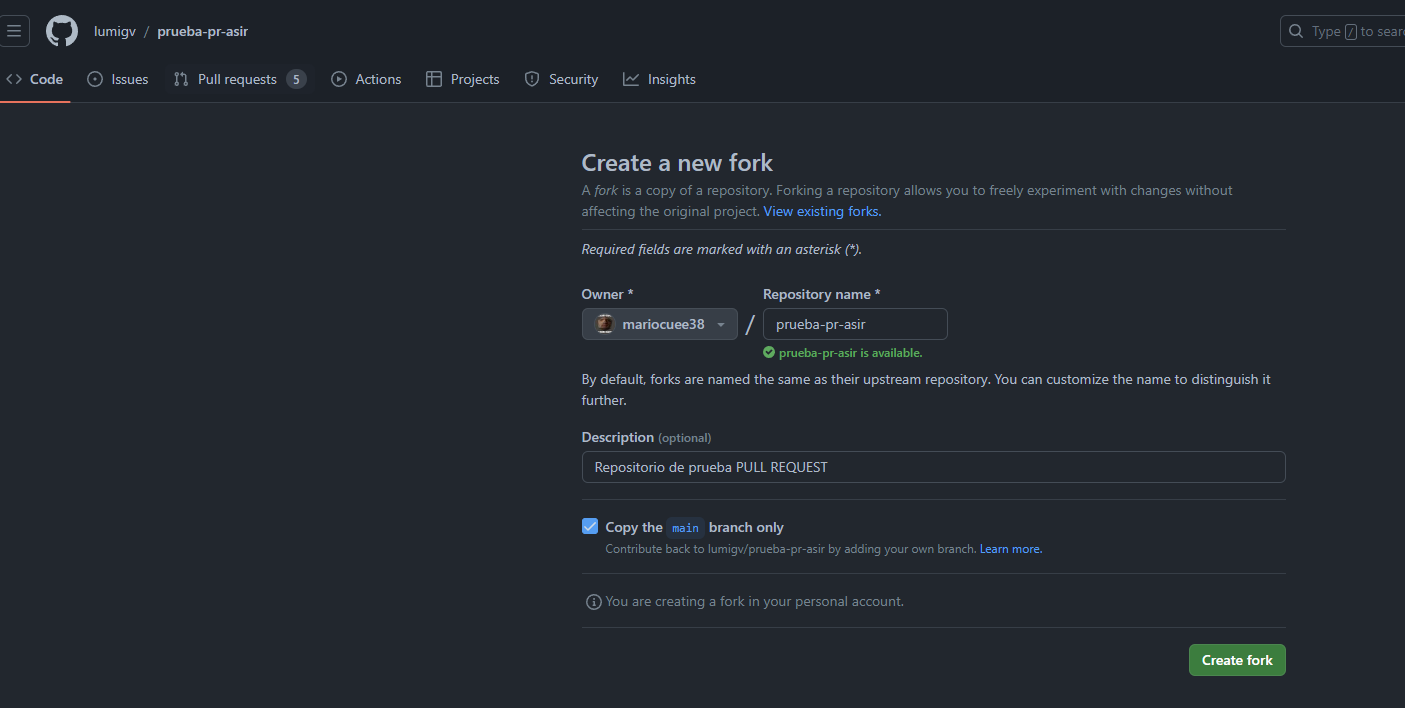 lumigv / prueba-pr-asir
Type / to sear
Code Issues Pull requests 5 Actions Projects Security Insights
Create a new fork
A fork is a copy of a repository. Forking a repository allows you to freely experiment with changes without
affecting the original project. View existing forks.
Required fields are marked with an asterisk (*).
Owner * Repository name *
mariocuee38 / prueba-pr-asir
prueba-pr-asir is available.
By default, forks are named the same as their upstream repository. You can customize the name to distinguish it
further.
Description (optional)
Repositorio de prueba PULL REQUEST
Copy the main branch only
Contribute back to lumigv/prueba-pr-asir by adding your own branch. Learn more.
You are creating a fork in your personal account.
Create fork